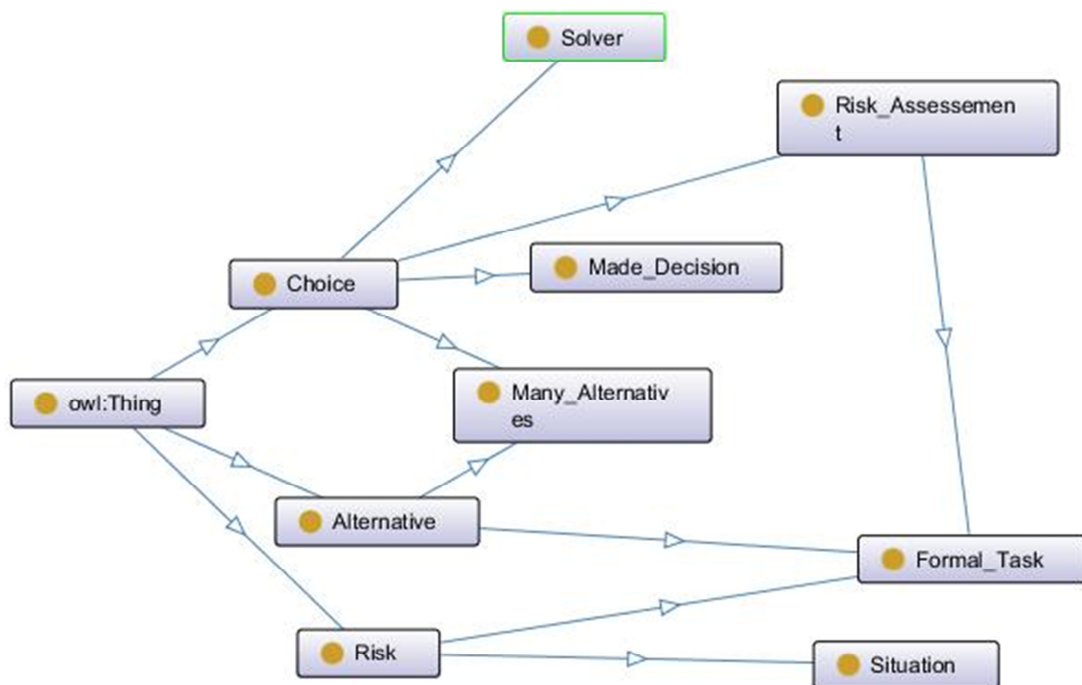 Solver
Risk_Assessemen
t
Choice
Made_Decision
owl:Thing
Many_Alternativ
es
Alternative
Formal_Task
Risk
Situation